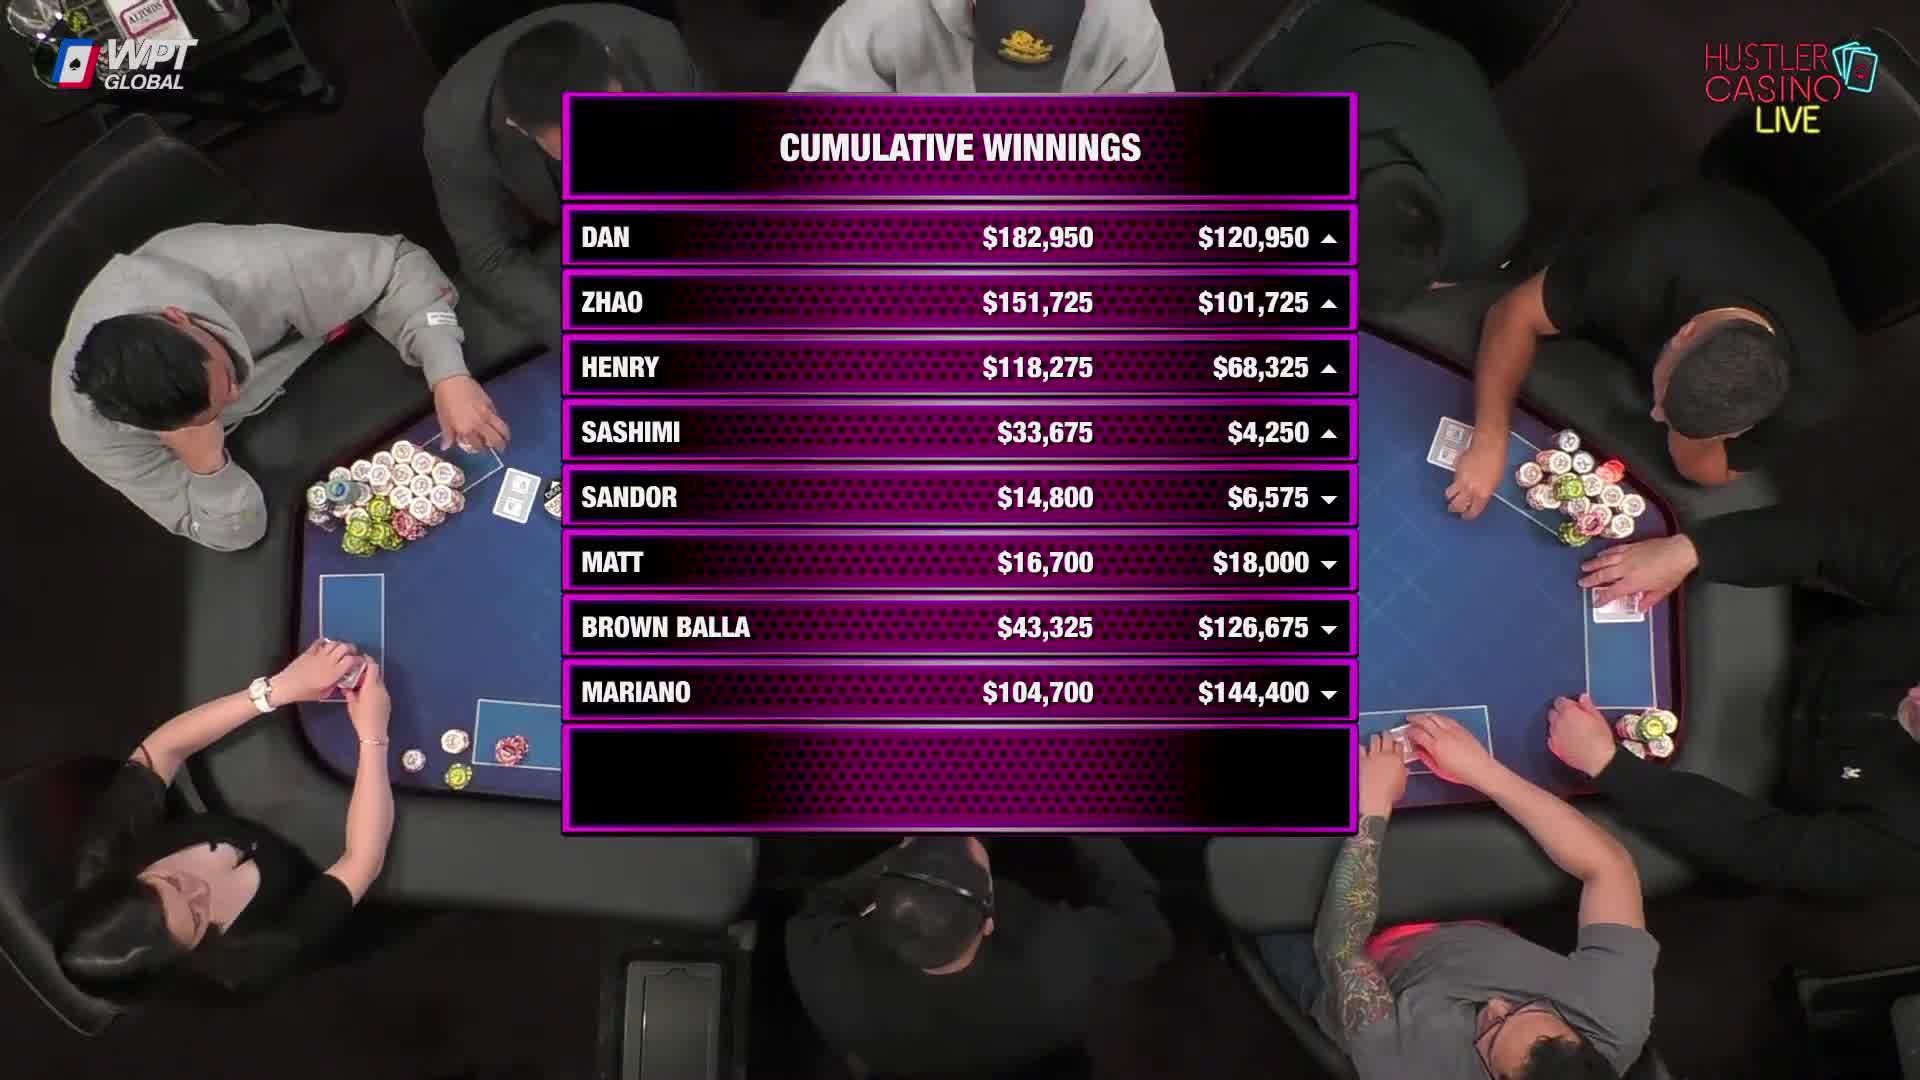 ALTOIDS
WPT
GLOBAL
HUSTLER
CASINO
LIVE
CUMULATIVE WINNINGS
DAN $182,950 $120,950
ZHAO $151,725 $101,725
HENRY $118,275 $68,325
SASHIMI $33,675 $4,250
SANDOR $14,800 $6,575
MATT $16,700 $18,000
BROWN BALLA $43,325 $126,675
MARIANO $104,700 $144,400